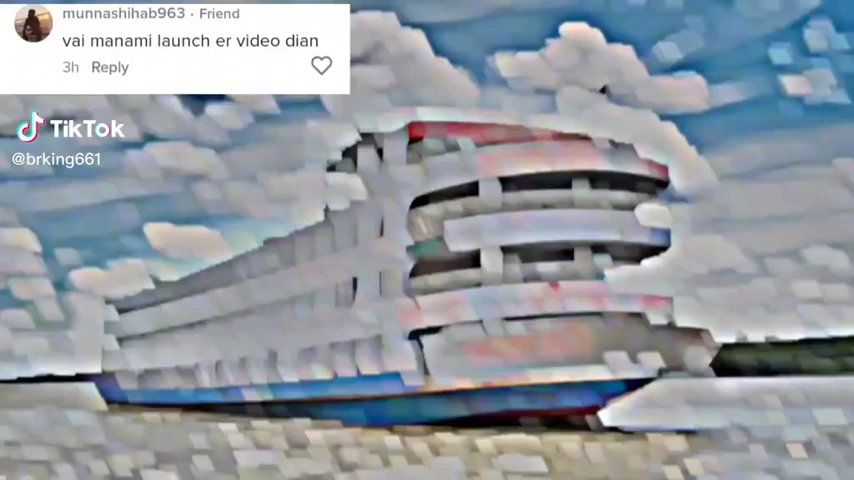 munnashihab963 · Friend
vai manami launch er video dian
3h Reply
TikTok
@brking661